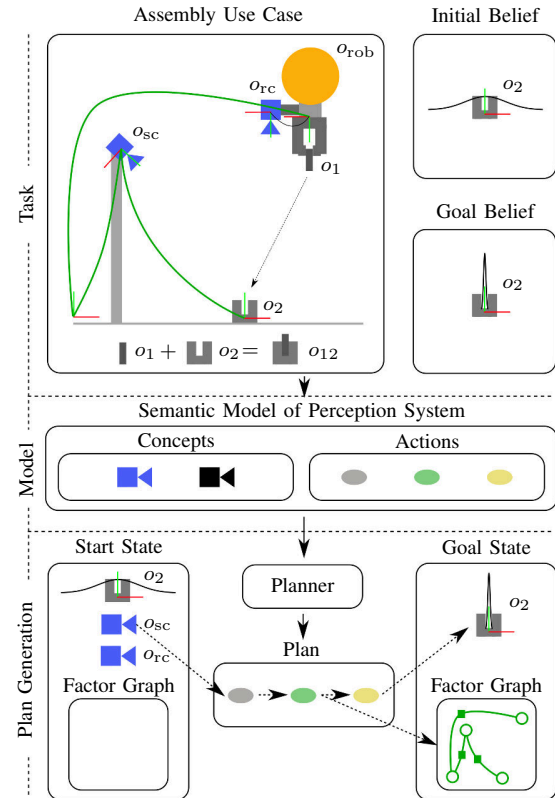 Assembly Use Case
Initial Belief
o_rob
o_rc
o_sc
o_1
o_2
o_2
Goal Belief
o_2
o_1 + o_2 = o_12
Task
Semantic Model of Perception System
Concepts
Actions
Model
Start State
Goal State
o_2
Planner
o_2
o_sc
o_rc
Plan
Factor Graph
Factor Graph
Plan Generation